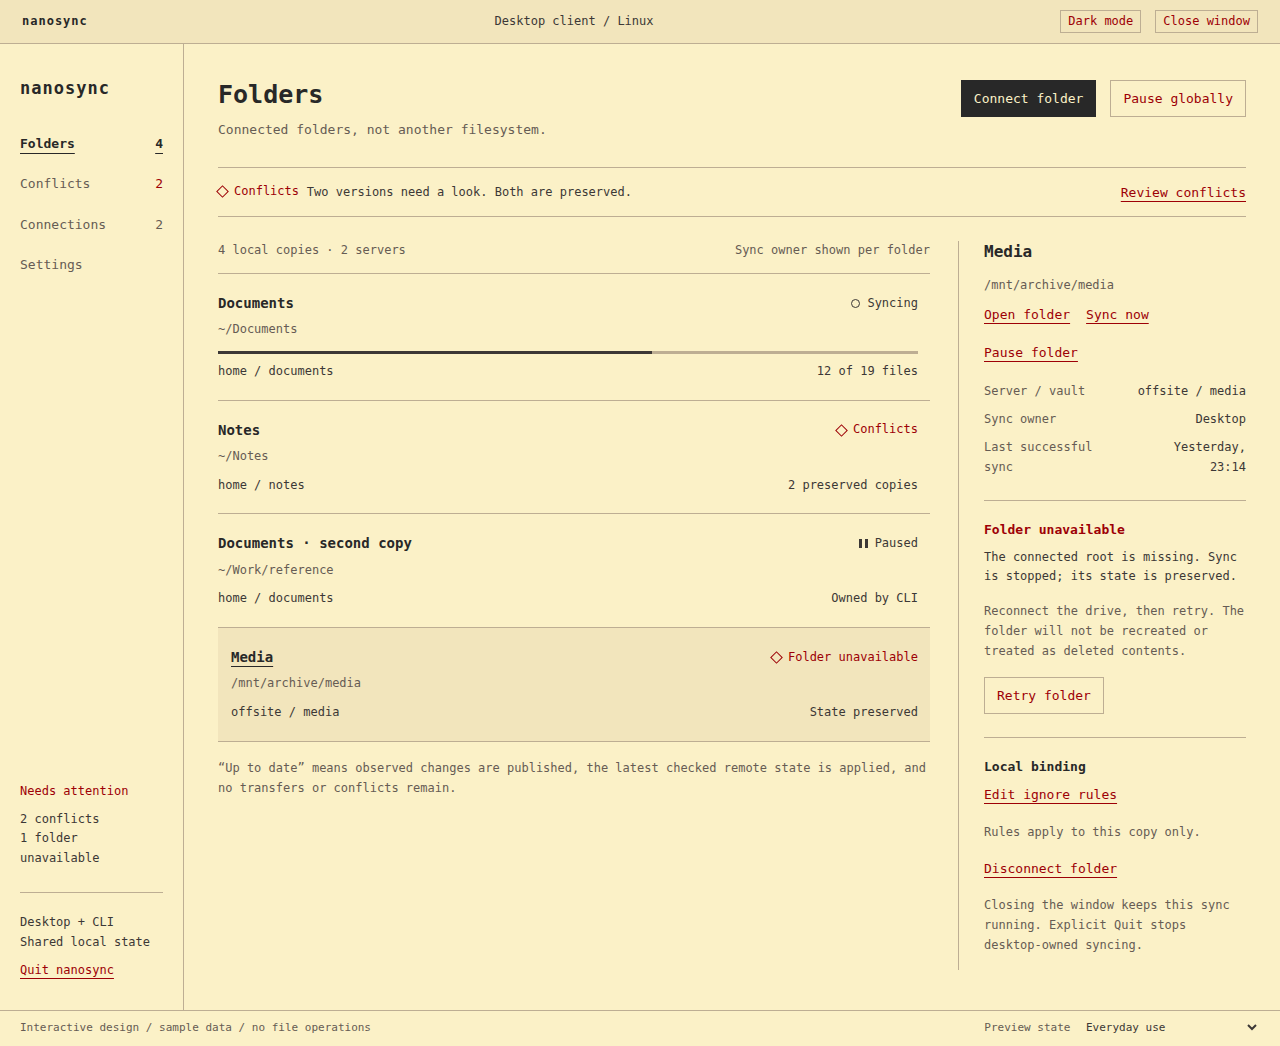 nanosync
Desktop client / Linux
Dark mode
Close window
nanosync
Folders 4
Conflicts 2
Connections 2
Settings
Needs attention
2 conflicts
1 folder
unavailable
Desktop + CLI
Shared local state
Quit nanosync
Folders
Connected folders, not another filesystem.
Connect folder
Pause globally
Conflicts Two versions need a look. Both are preserved.
Review conflicts
4 local copies · 2 servers
Sync owner shown per folder
Documents
Syncing
~/Documents
home / documents
12 of 19 files
Notes
Conflicts
~/Notes
home / notes
2 preserved copies
Documents · second copy
Paused
~/Work/reference
home / documents
Owned by CLI
Media
Folder unavailable
/mnt/archive/media
offsite / media
State preserved
“Up to date” means observed changes are published, the latest checked remote state is applied, and
no transfers or conflicts remain.
Media
/mnt/archive/media
Open folder Sync now
Pause folder
Server / vault offsite / media
Sync owner Desktop
Last successful Yesterday,
sync 23:14
Folder unavailable
The connected root is missing. Sync
is stopped; its state is preserved.
Reconnect the drive, then retry. The
folder will not be recreated or
treated as deleted contents.
Retry folder
Local binding
Edit ignore rules
Rules apply to this copy only.
Disconnect folder
Closing the window keeps this sync
running. Explicit Quit stops
desktop-owned syncing.
Interactive design / sample data / no file operations
Preview state Everyday use